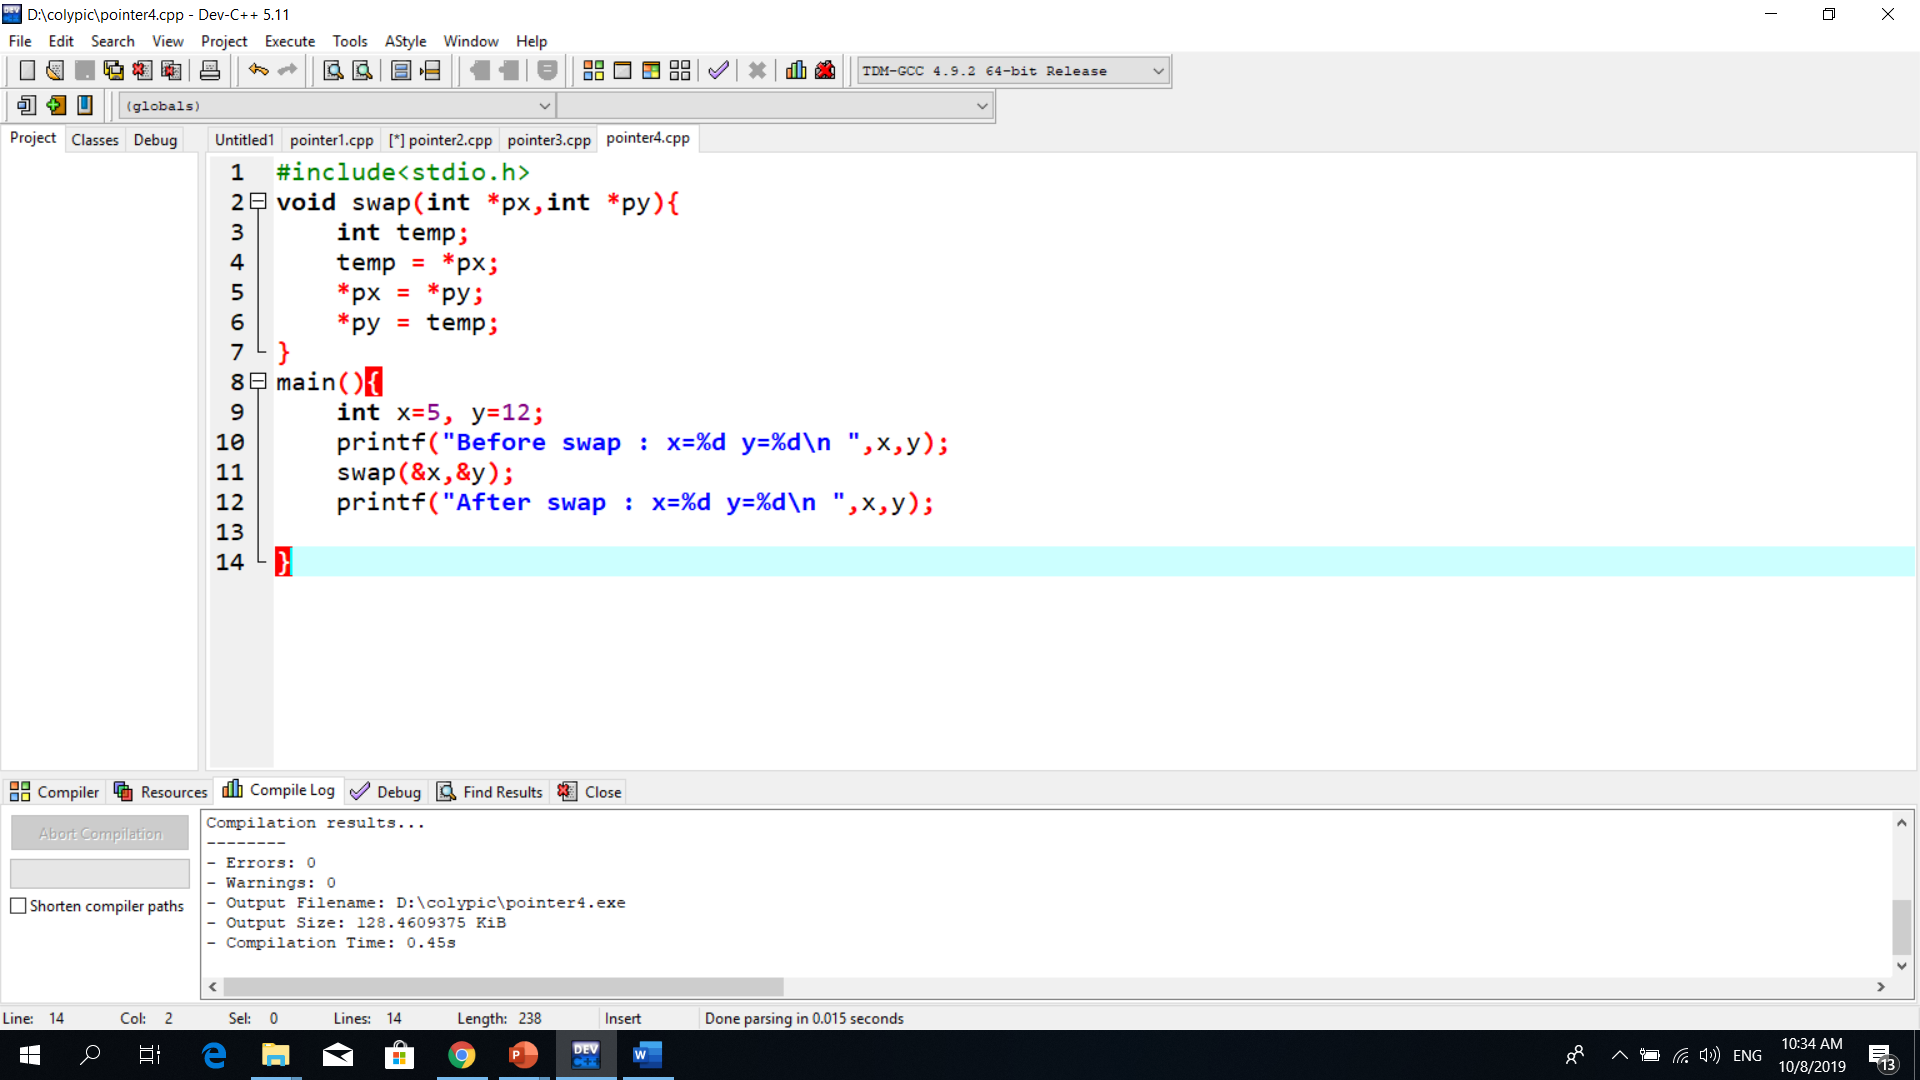 D:\colypic\pointer4.cpp - Dev-C++ 5.11
File Edit Search View Project Execute Tools AStyle Window Help
TDM-GCC 4.9.2 64-bit Release
(globals)
Project Classes Debug
Untitled1 pointer1.cpp [*] pointer2.cpp pointer3.cpp pointer4.cpp
1 #include<stdio.h>
2 void swap(int *px,int *py){
3 int temp;
4 temp = *px;
5 *px = *py;
6 *py = temp;
7 }
8 main(){
9 int x=5, y=12;
10 printf("Before swap : x=%d y=%d\n ",x,y);
11 swap(&x,&y);
12 printf("After swap : x=%d y=%d\n ",x,y);
13
14 }
Compiler Resources Compile Log Debug Find Results Close
Abort Compilation
Shorten compiler paths
Compilation results...
--------
- Errors: 0
- Warnings: 0
- Output Filename: D:\colypic\pointer4.exe
- Output Size: 128.4609375 KiB
- Compilation Time: 0.45s
Line: 14 Col: 2 Sel: 0 Lines: 14 Length: 238 Insert Done parsing in 0.015 seconds
DEV C++
ENG
10:34 AM
10/8/2019
13